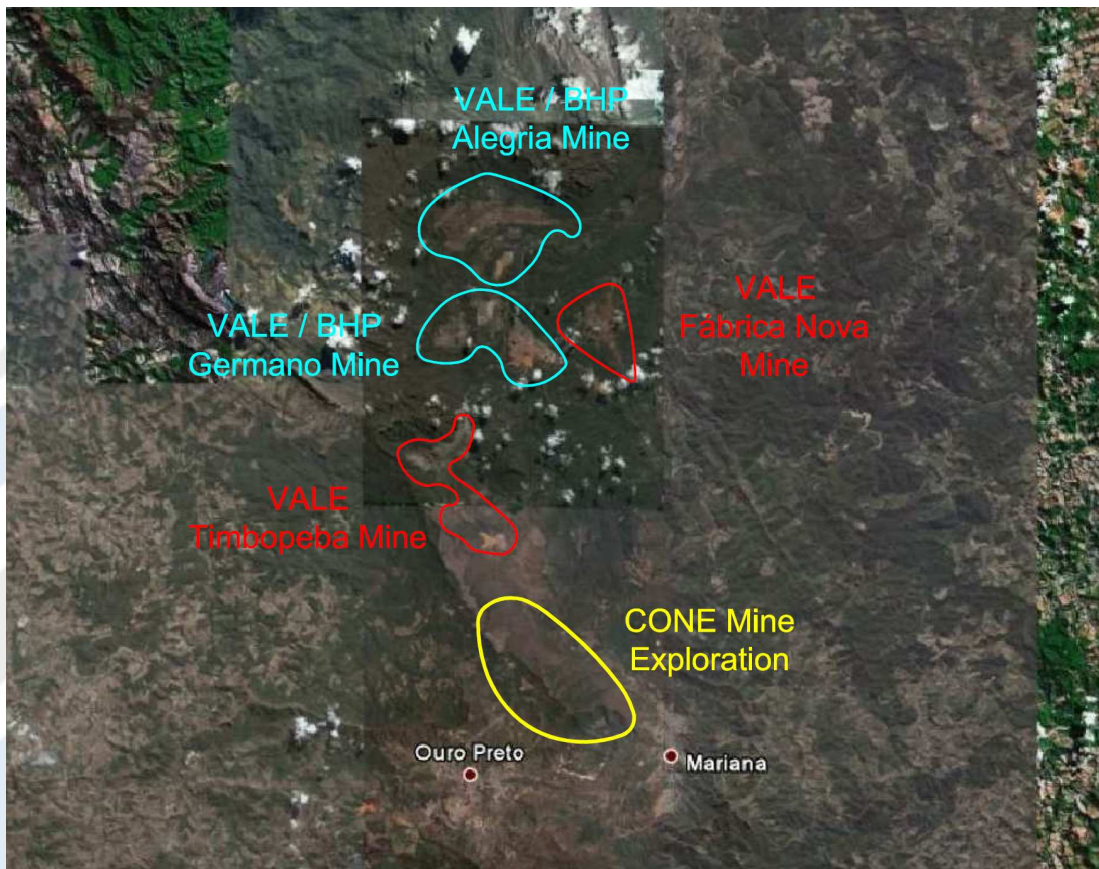 VALE / BHP
Alegria Mine
VALE
Fábrica Nova
Mine
VALE / BHP
Germano Mine
VALE
Timbopeba Mine
CONE Mine
Exploration
Ouro Preto
Mariana